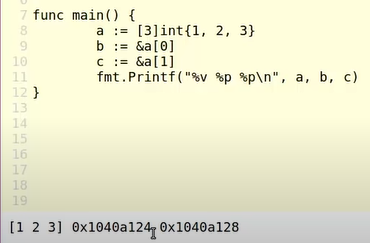 6
7 func main() {
8 a := [3]int{1, 2, 3}
9 b := &a[0]
10 c := &a[1]
11 fmt.Printf("%v %p %p\n", a, b, c)
12 }
13
14
15
16
17
18
19
[1 2 3] 0x1040a124 0x1040a128